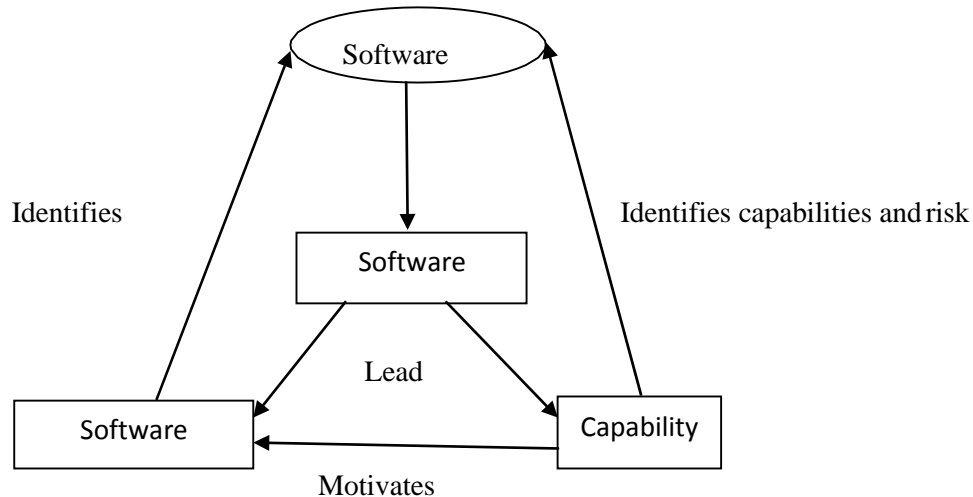 Software
Identifies
Identifies capabilities and risk
Software
Lead
Software
Capability
Motivates